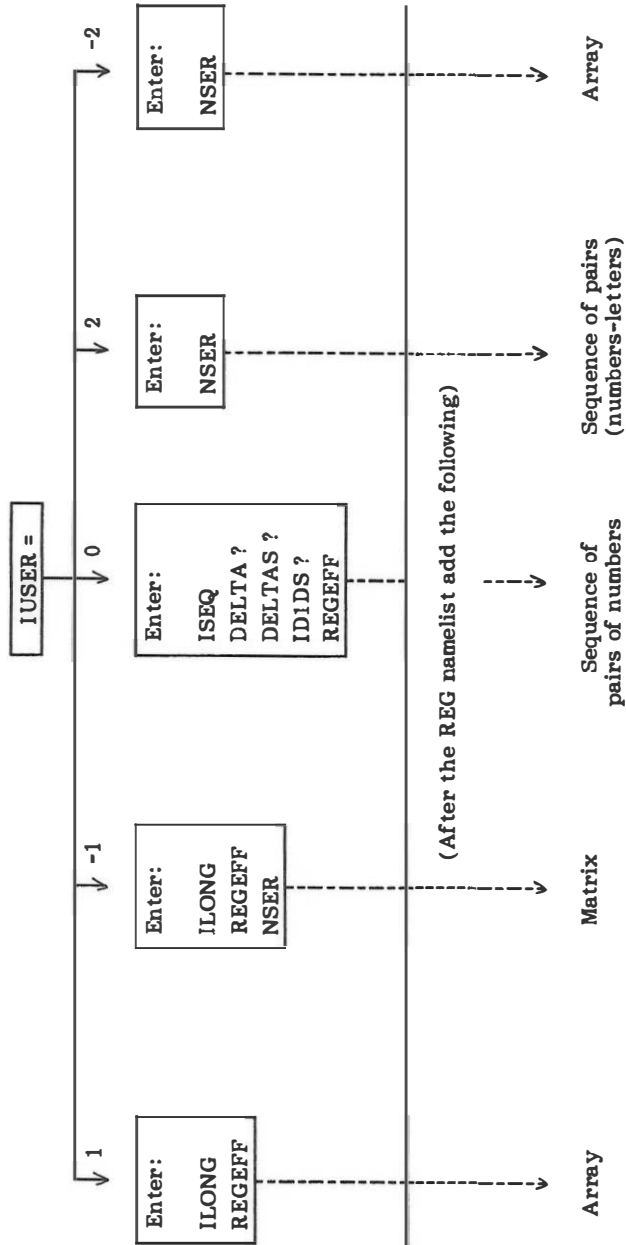 IUSER =
1
-1
0
2
-2
Enter:
ILONG
REGEFF
Enter:
ILONG
REGEFF
NSER
Enter:
ISEQ
DELTA ?
DELTAS ?
ID1DS ?
REGEFF
Enter:
NSER
Enter:
NSER
(After the REG namelist add the following)
Array
Matrix
Sequence of
pairs of numbers
Sequence of pairs
(numbers-letters)
Array